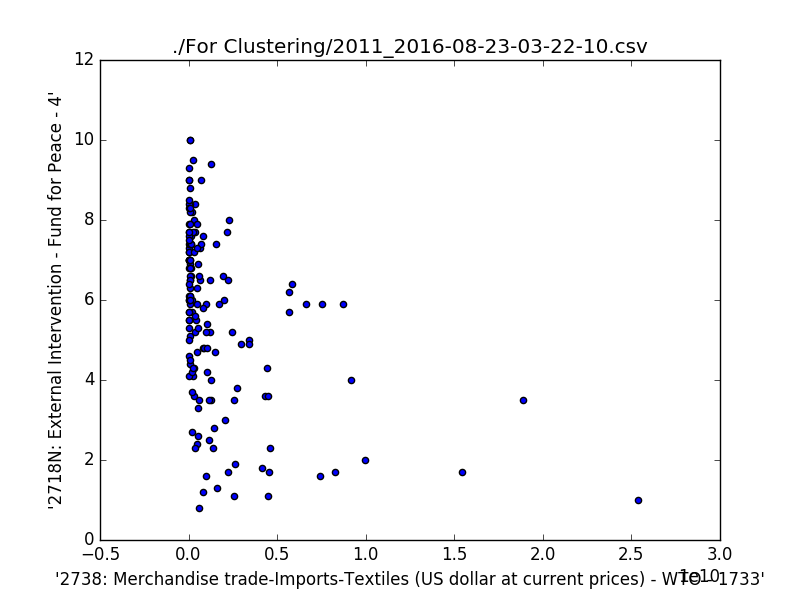 ./For Clustering/2011_2016-08-23-03-22-10.csv
12
10
8
6
4
2
0
'2718N: External Intervention - Fund for Peace - 4'
−0.5 0.0 0.5 1.0 1.5 2.0 2.5 3.0
1e10
'2738: Merchandise trade-Imports-Textiles (US dollar at current prices) - WTO - 1733'